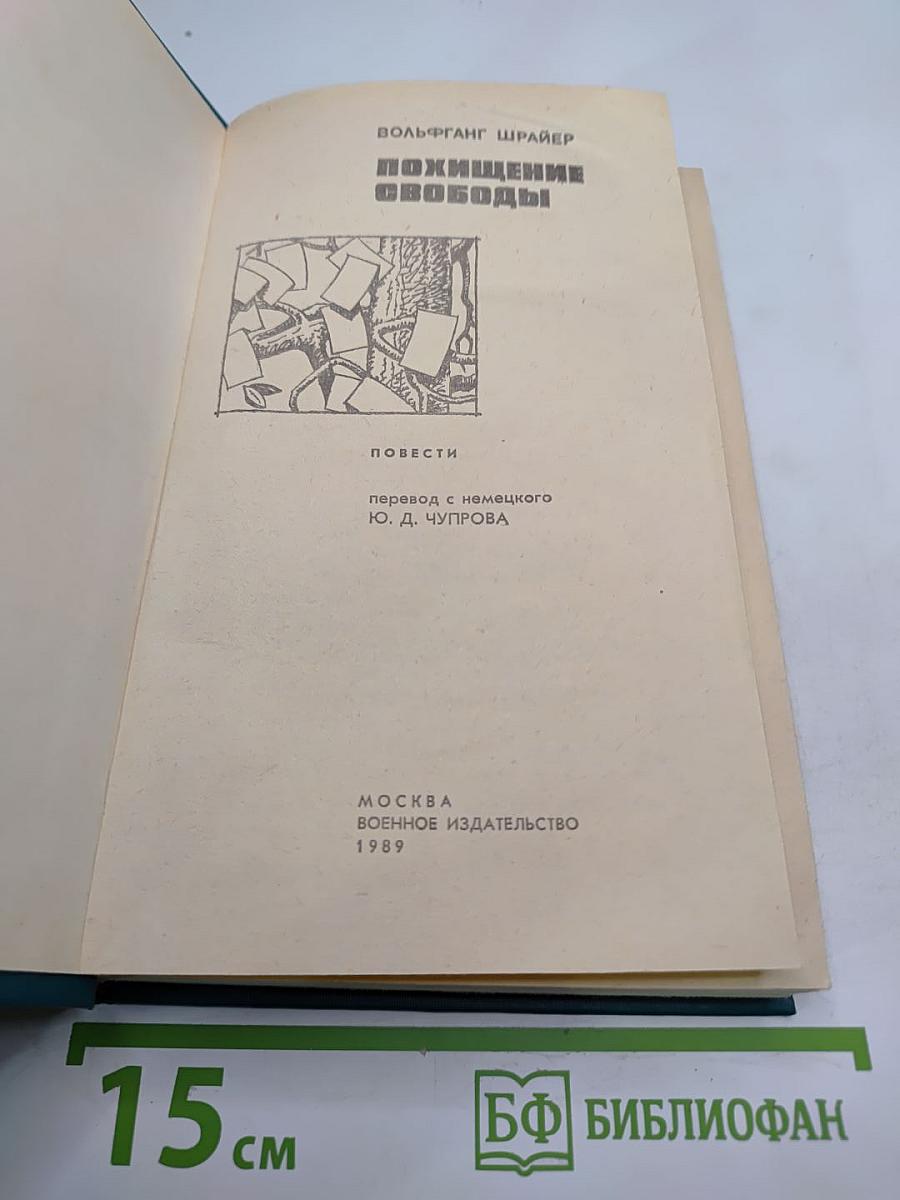 ВОЛЬФГАНГ ШРАЙЕР
ПОХИЩЕНИЕ
СВОБОДЫ
ПОВЕСТИ
перевод с немецкого
Ю. Д. ЧУПРОВА
МОСКВА
ВОЕННОЕ ИЗДАТЕЛЬСТВО
1989
15 см
БФ БИБЛИОФАН